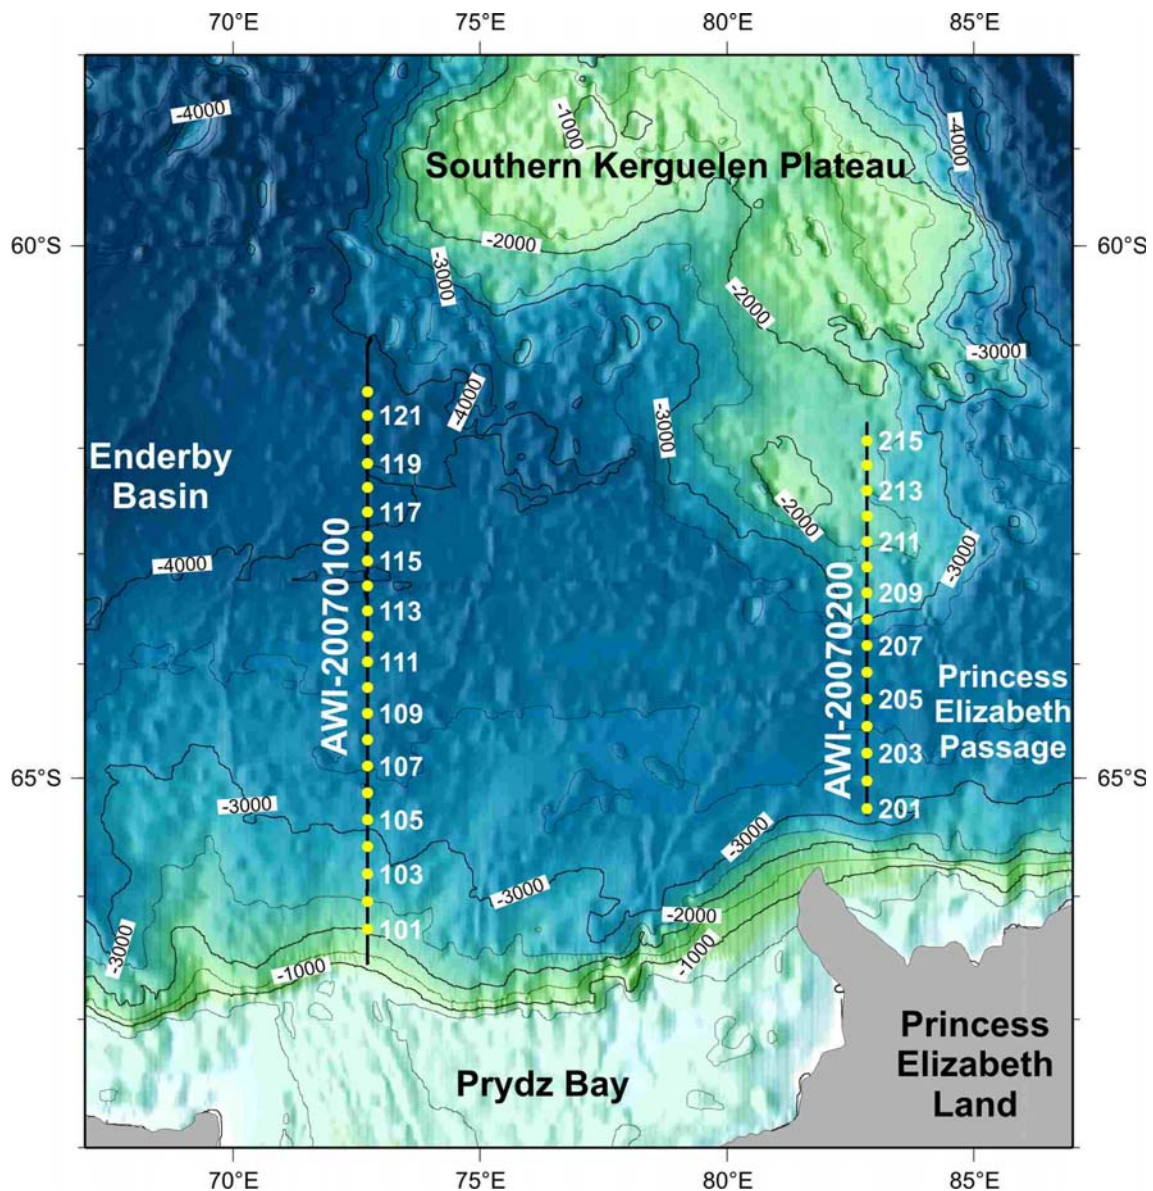 70°E 75°E 80°E 85°E
-4000
-1000
-4000
Southern Kerguelen Plateau
60°S
-2000
60°S
-3000
-2000
-3000
-4000
121
-3000
215
Enderby
Basin
119
213
-2000
117
211
-3000
-4000
115
209
AWI-20070100
AWI-20070200
113
207
111
Princess
Elizabeth
Passage
205
109
203
107
65°S
65°S
-3000
201
105
-3000
103
-3000
-2000
101
-3000
-1000
-1000
Princess
Elizabeth
Land
Prydz Bay
70°E 75°E 80°E 85°E